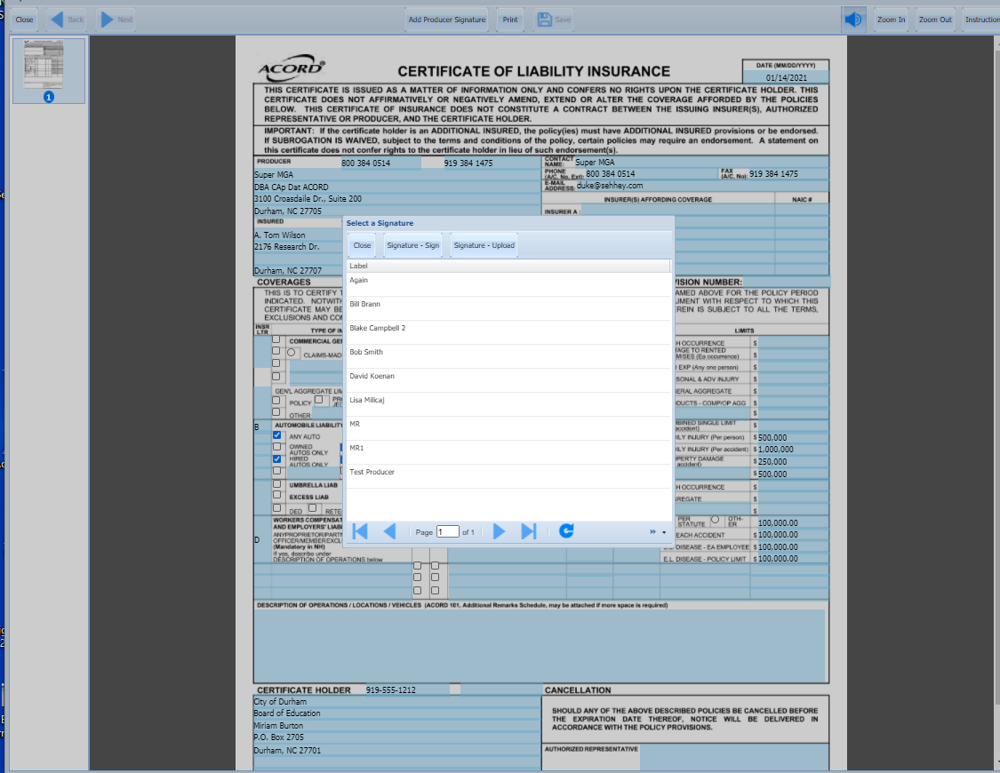 Close
Back
Next
Add Producer Signature
Print
Save
Zoom In
Zoom Out
Instruction
1
ACORD®
CERTIFICATE OF LIABILITY INSURANCE
DATE (MM/DD/YYYY)
01/14/2021
THIS CERTIFICATE IS ISSUED AS A MATTER OF INFORMATION ONLY AND CONFERS NO RIGHTS UPON THE CERTIFICATE HOLDER. THIS
CERTIFICATE DOES NOT AFFIRMATIVELY OR NEGATIVELY AMEND, EXTEND OR ALTER THE COVERAGE AFFORDED BY THE POLICIES
BELOW. THIS CERTIFICATE OF INSURANCE DOES NOT CONSTITUTE A CONTRACT BETWEEN THE ISSUING INSURER(S), AUTHORIZED
REPRESENTATIVE OR PRODUCER, AND THE CERTIFICATE HOLDER.
IMPORTANT: If the certificate holder is an ADDITIONAL INSURED, the policy(ies) must have ADDITIONAL INSURED provisions or be endorsed.
If SUBROGATION IS WAIVED, subject to the terms and conditions of the policy, certain policies may require an endorsement. A statement on
this certificate does not confer rights to the certificate holder in lieu of such endorsement(s).
PRODUCER 800 384 0514 919 384 1475
Super MGA
DBA CAp Dat ACORD
3100 Croasdaile Dr., Suite 200
Durham, NC 27705
CONTACT
NAME: Super MGA
PHONE
(A/C, No, Ext): 800 384 0514
FAX
(A/C, No): 919 384 1475
E-MAIL
ADDRESS: duke@sehhey.com
INSURER(S) AFFORDING COVERAGE NAIC #
INSURER A :
INSURED
A. Tom Wilson
2176 Research Dr.
Durham, NC 27707
Select a Signature
Close
Signature - Sign
Signature - Upload
Label
Again
Bill Brann
Blake Campbell 2
Bob Smith
David Koenan
Lisa Milicaj
MR
MR1
Test Producer
Page 1 of 1
COVERAGES
VISION NUMBER:
THIS IS TO CERTIFY T
AMED ABOVE FOR THE POLICY PERIOD
INDICATED. NOTWITH
UMENT WITH RESPECT TO WHICH THIS
CERTIFICATE MAY BE
REIN IS SUBJECT TO ALL THE TERMS,
EXCLUSIONS AND CON
INSR
LTR
TYPE OF IN
LIMITS
COMMERCIAL GEN
CLAIMS-MAD
GEN'L AGGREGATE LIM
POLICY
PRO
JEC
OTHER
H OCCURRENCE $
AGE TO RENTED
MISES (Ea occurrence) $
EXP (Any one person) $
SONAL & ADV INJURY $
ERAL AGGREGATE $
DUCTS - COMP/OP AGG $
$
B
AUTOMOBILE LIABILITY
ANY AUTO
OWNED
AUTOS ONLY
HIRED
AUTOS ONLY
BINED SINGLE LIMIT
accident) $
ILY INJURY (Per person) $ 500,000
ILY INJURY (Per accident) $ 1,000,000
PERTY DAMAGE
accident) $ 250,000
$ 500,000
UMBRELLA LIAB
EXCESS LIAB
DED
RETE
H OCCURRENCE $
REGATE $
$
D
WORKERS COMPENSAT
AND EMPLOYERS' LIAB
ANYPROPRIETOR/PART
OFFICER/MEMBEREXCL
(Mandatory in NH)
If yes, describe under
DESCRIPTION OF OPERATIONS below
PER
STATUTE
OTH-
ER
100,000.00
EACH ACCIDENT $ 100,000.00
E.L. DISEASE - EA EMPLOYEE $ 100,000.00
E.L. DISEASE - POLICY LIMIT $ 100,000.00
DESCRIPTION OF OPERATIONS / LOCATIONS / VEHICLES (ACORD 101, Additional Remarks Schedule, may be attached if more space is required)
CERTIFICATE HOLDER 919-555-1212
City of Durham
Board of Education
Miriam Burton
P.O. Box 2705
Durham, NC 27701
CANCELLATION
SHOULD ANY OF THE ABOVE DESCRIBED POLICIES BE CANCELLED BEFORE
THE EXPIRATION DATE THEREOF, NOTICE WILL BE DELIVERED IN
ACCORDANCE WITH THE POLICY PROVISIONS.
AUTHORIZED REPRESENTATIVE